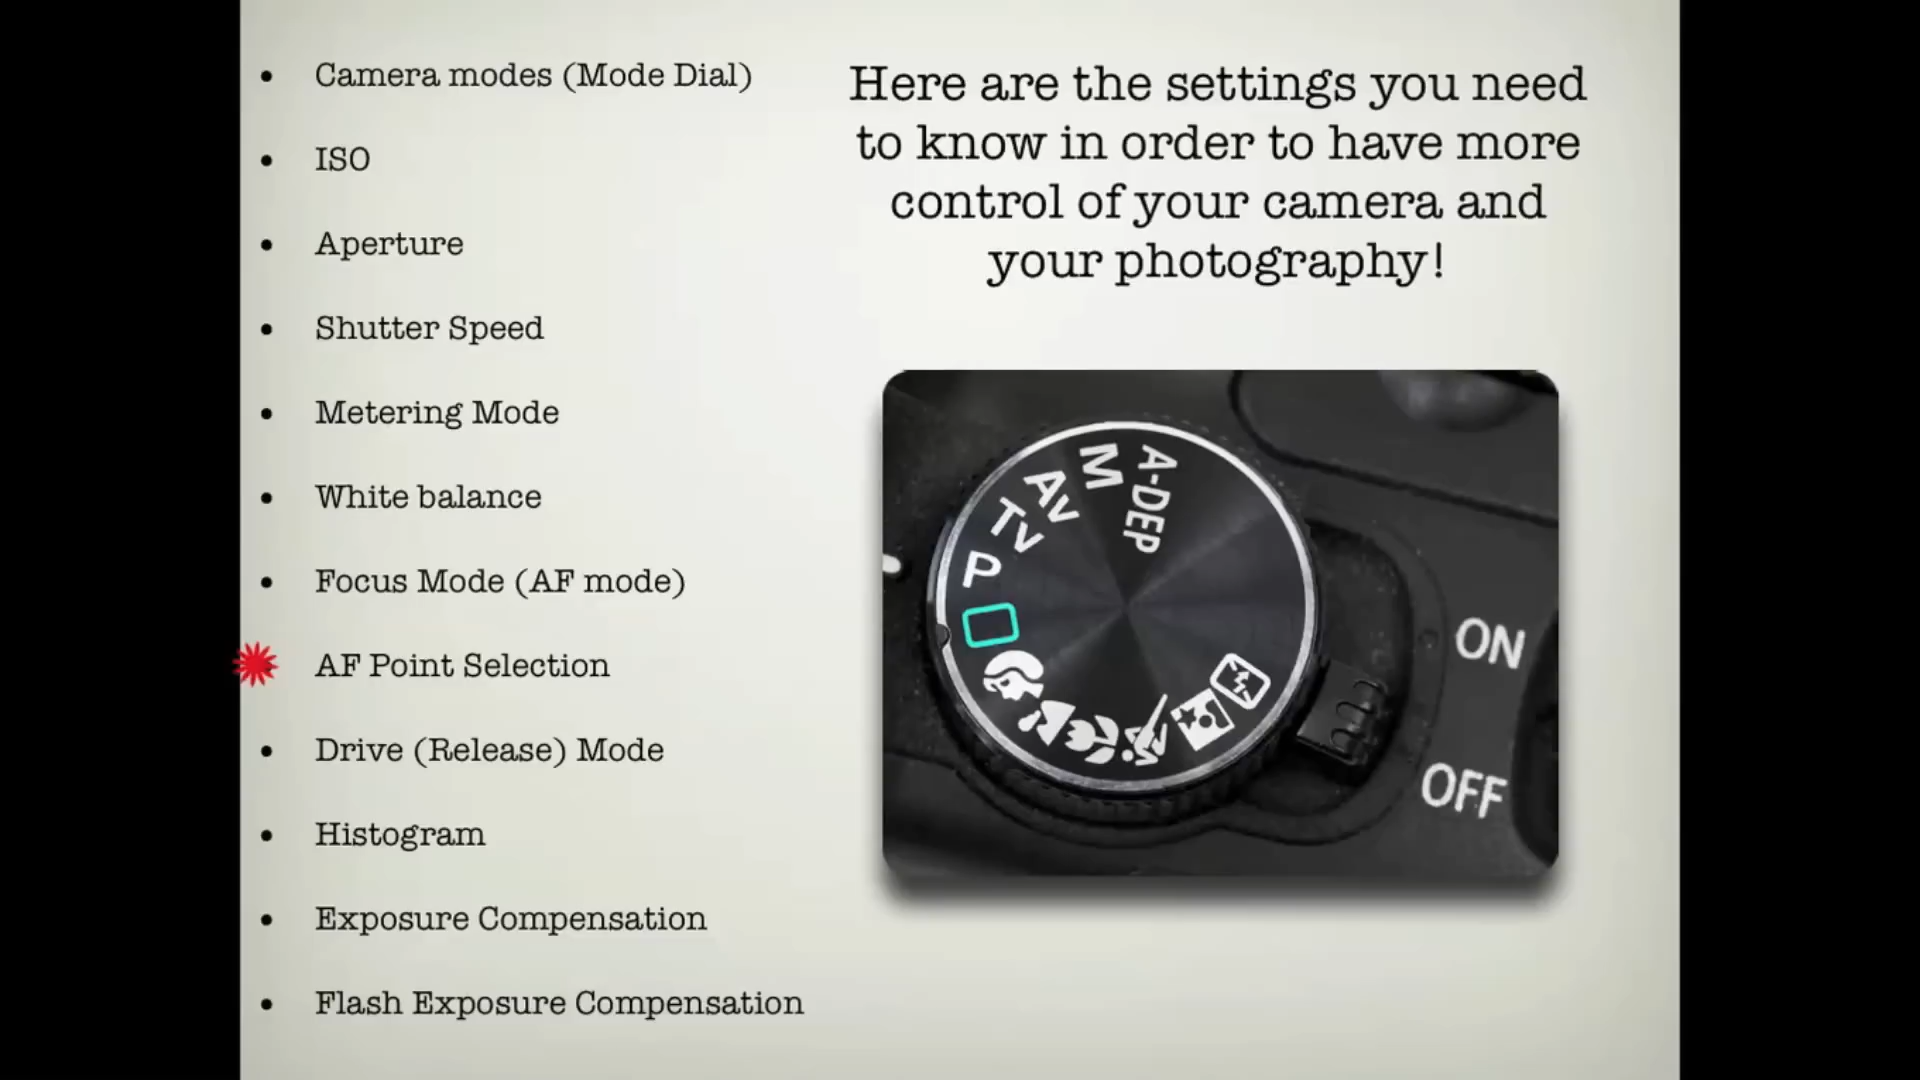 Camera modes (Mode Dial)
ISO
Aperture
Shutter Speed
Metering Mode
White balance
Focus Mode (AF mode)
AF Point Selection
Drive (Release) Mode
Histogram
Exposure Compensation
Flash Exposure Compensation
Here are the settings you need
to know in order to have more
control of your camera and
your photography!
A-DEP
M
Av
Tv
P
ON
OFF